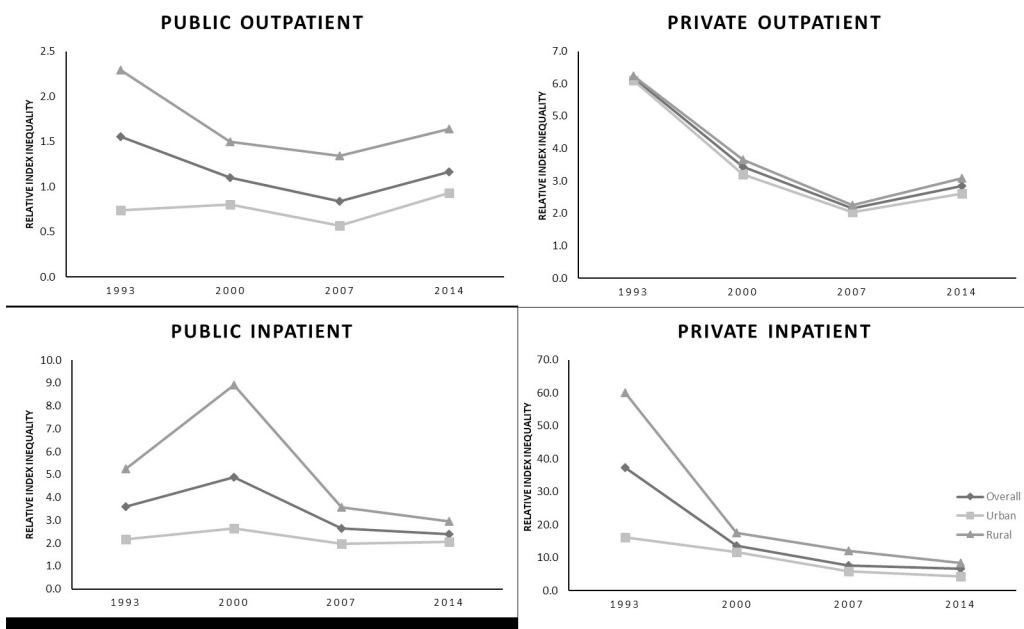 PUBLIC OUTPATIENT
RELATIVE INDEX INEQUALITY
2.5
2.0
1.5
1.0
0.5
0.0
1993 2000 2007 2014
PRIVATE OUTPATIENT
RELATIVE INDEX INEQUALITY
7.0
6.0
5.0
4.0
3.0
2.0
1.0
0.0
1993 2000 2007 2014
PUBLIC INPATIENT
RELATIVE INDEX INEQUALITY
10.0
9.0
8.0
7.0
6.0
5.0
4.0
3.0
2.0
1.0
0.0
1993 2000 2007 2014
PRIVATE INPATIENT
RELATIVE INDEX INEQUALITY
70.0
60.0
50.0
40.0
30.0
20.0
10.0
0.0
1993 2000 2007 2014
Overall
Urban
Rural